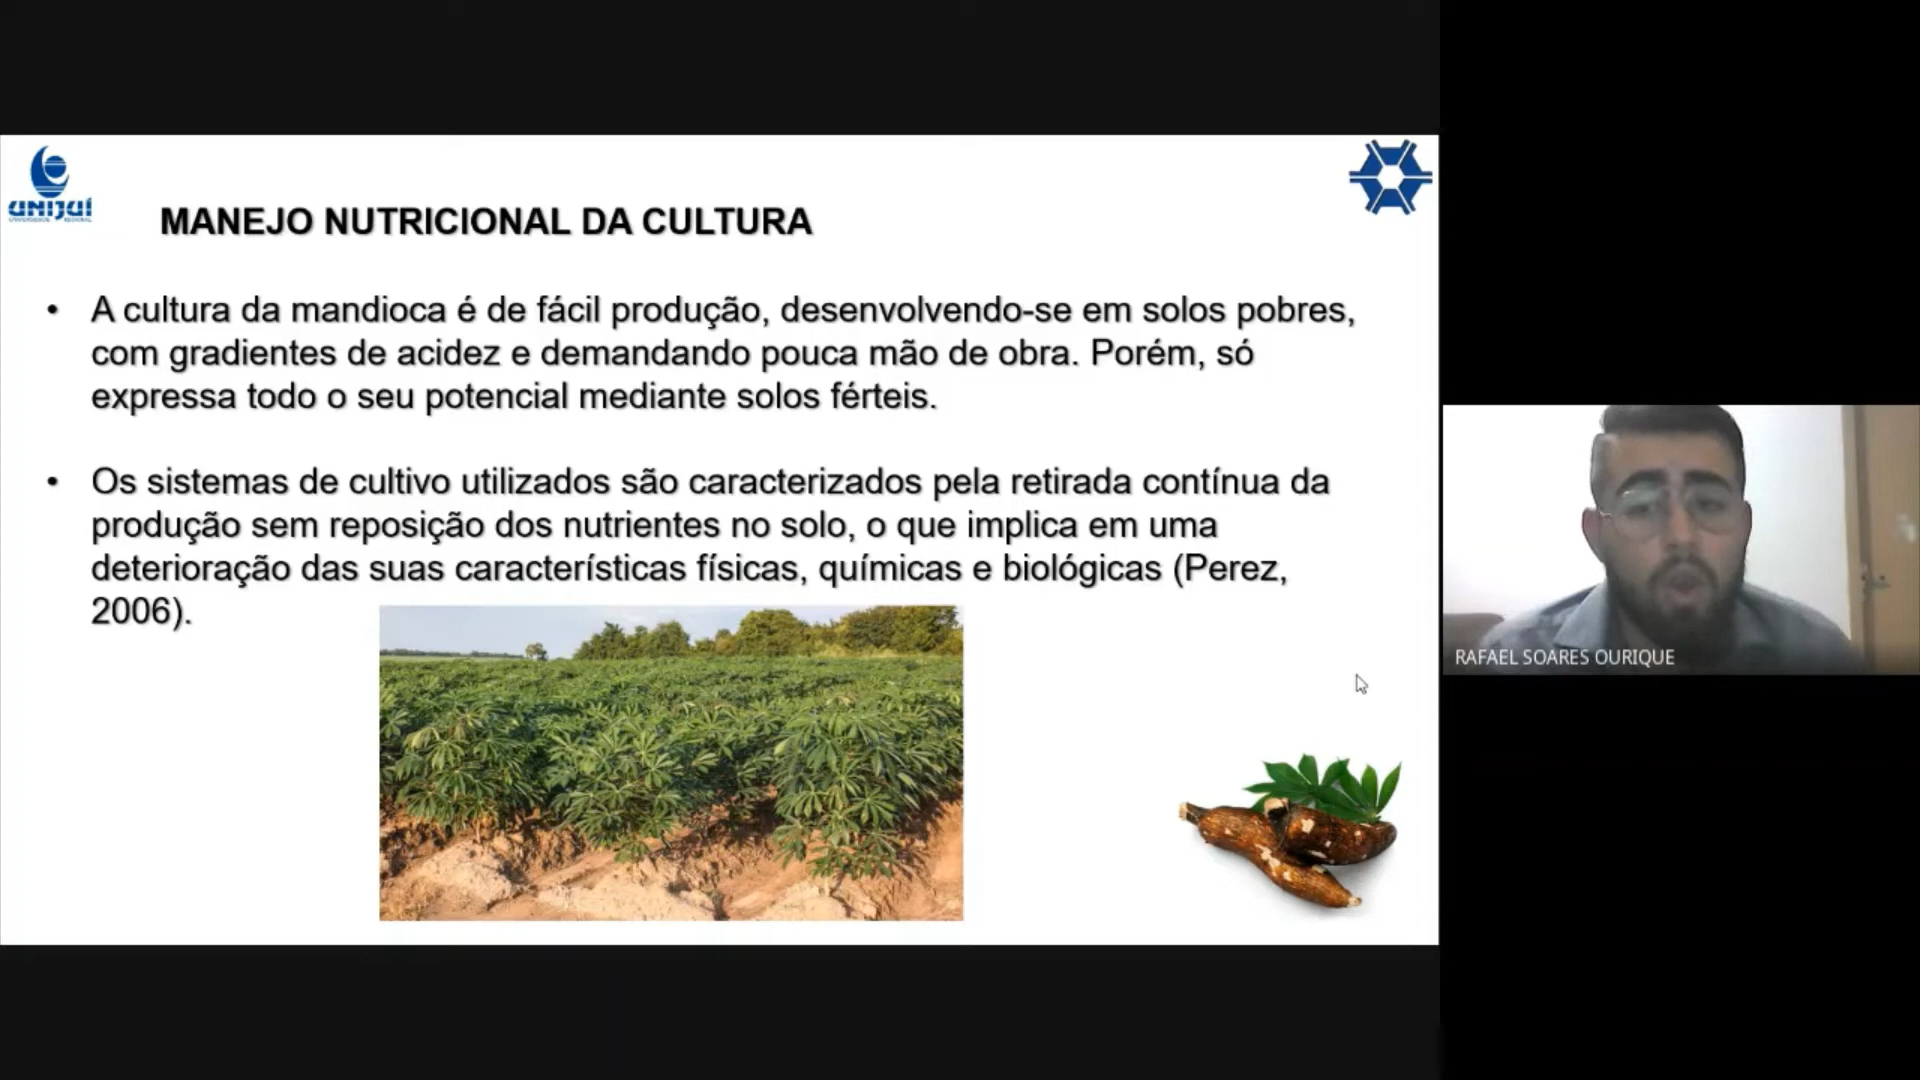 UNIJUÍ
MANEJO NUTRICIONAL DA CULTURA
• A cultura da mandioca é de fácil produção, desenvolvendo-se em solos pobres,
com gradientes de acidez e demandando pouca mão de obra. Porém, só
expressa todo o seu potencial mediante solos férteis.
• Os sistemas de cultivo utilizados são caracterizados pela retirada contínua da
produção sem reposição dos nutrientes no solo, o que implica em uma
deterioração das suas características físicas, químicas e biológicas (Perez,
2006).
RAFAEL SOARES OURIQUE